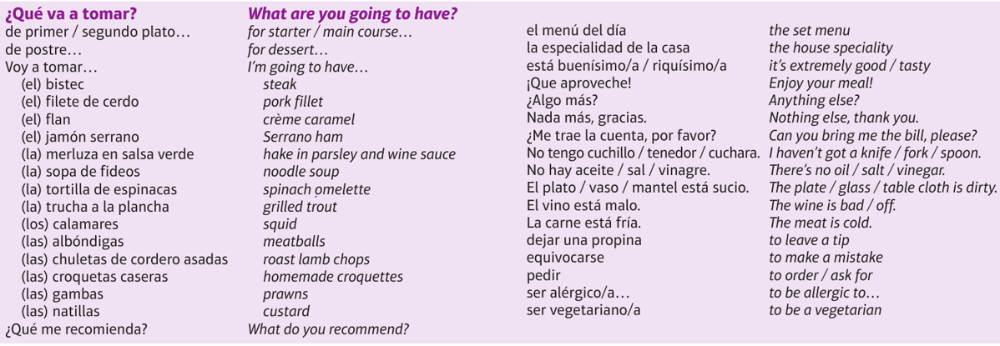 ¿Qué va a tomar? What are you going to have?
de primer / segundo plato… for starter / main course…
de postre… for dessert…
Voy a tomar… I'm going to have…
(el) bistec steak
(el) filete de cerdo pork fillet
(el) flan crème caramel
(el) jamón serrano Serrano ham
(la) merluza en salsa verde hake in parsley and wine sauce
(la) sopa de fideos noodle soup
(la) tortilla de espinacas spinach omelette
(la) trucha a la plancha grilled trout
(los) calamares squid
(las) albóndigas meatballs
(las) chuletas de cordero asadas roast lamb chops
(las) croquetas caseras homemade croquettes
(las) gambas prawns
(las) natillas custard
¿Qué me recomienda? What do you recommend?
el menú del día the set menu
la especialidad de la casa the house speciality
está buenísimo/a / riquísimo/a it's extremely good / tasty
¡Que aproveche! Enjoy your meal!
¿Algo más? Anything else?
Nada más, gracias. Nothing else, thank you.
¿Me trae la cuenta, por favor? Can you bring me the bill, please?
No tengo cuchillo / tenedor / cuchara. I haven't got a knife / fork / spoon.
No hay aceite / sal / vinagre. There's no oil / salt / vinegar.
El plato / vaso / mantel está sucio. The plate / glass / table cloth is dirty.
El vino está malo. The wine is bad / off.
La carne está fría. The meat is cold.
dejar una propina to leave a tip
equivocarse to make a mistake
pedir to order / ask for
ser alérgico/a… to be allergic to…
ser vegetariano/a to be a vegetarian